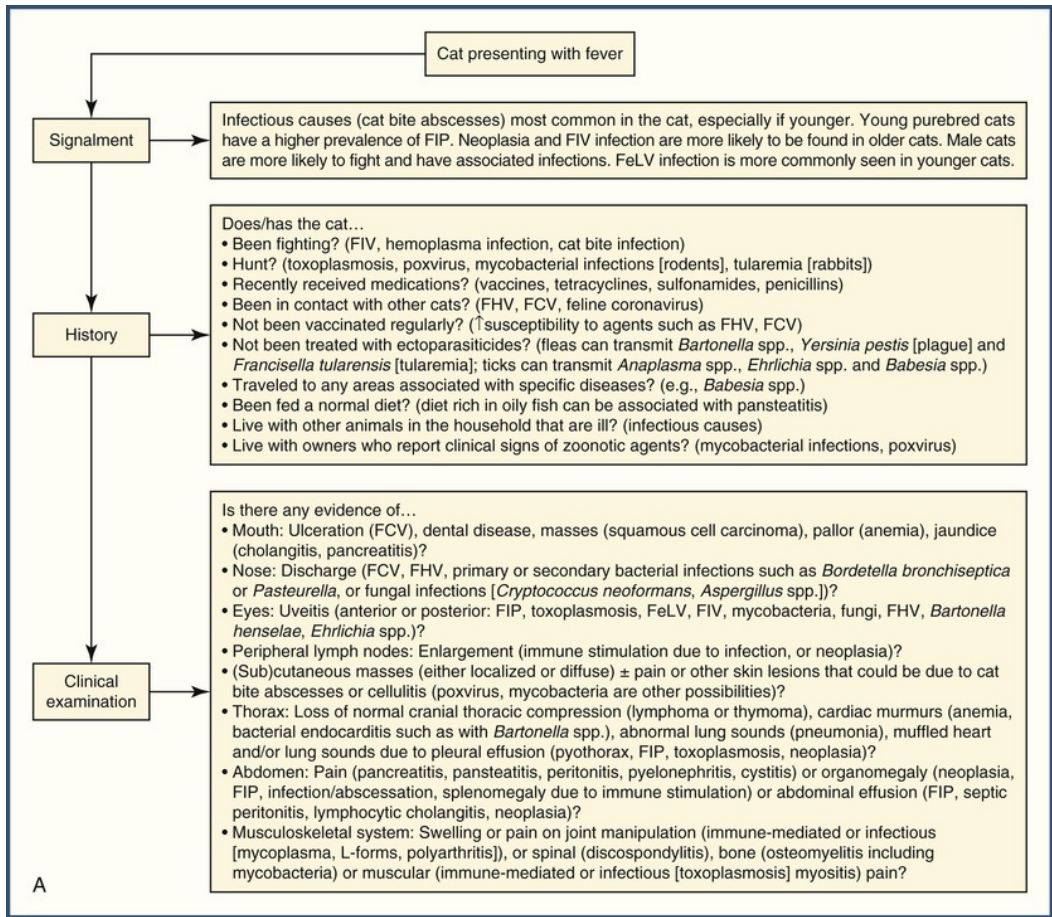 Cat presenting with fever
Signalment
Infectious causes (cat bite abscesses) most common in the cat, especially if younger. Young purebred cats
have a higher prevalence of FIP. Neoplasia and FIV infection are more likely to be found in older cats. Male cats
are more likely to fight and have associated infections. FeLV infection is more commonly seen in younger cats.
History
Does/has the cat…
• Been fighting? (FIV, hemoplasma infection, cat bite infection)
• Hunt? (toxoplasmosis, poxvirus, mycobacterial infections [rodents], tularemia [rabbits])
• Recently received medications? (vaccines, tetracyclines, sulfonamides, penicillins)
• Been in contact with other cats? (FHV, FCV, feline coronavirus)
• Not been vaccinated regularly? (↑susceptibility to agents such as FHV, FCV)
• Not been treated with ectoparasiticides? (fleas can transmit Bartonella spp., Yersinia pestis [plague] and
Francisella tularensis [tularemia]; ticks can transmit Anaplasma spp., Ehrlichia spp. and Babesia spp.)
• Traveled to any areas associated with specific diseases? (e.g., Babesia spp.)
• Been fed a normal diet? (diet rich in oily fish can be associated with pansteatitis)
• Live with other animals in the household that are ill? (infectious causes)
• Live with owners who report clinical signs of zoonotic agents? (mycobacterial infections, poxvirus)
Clinical
examination
Is there any evidence of…
• Mouth: Ulceration (FCV), dental disease, masses (squamous cell carcinoma), pallor (anemia), jaundice
(cholangitis, pancreatitis)?
• Nose: Discharge (FCV, FHV, primary or secondary bacterial infections such as Bordetella bronchiseptica
or Pasteurella, or fungal infections [Cryptococcus neoformans, Aspergillus spp.])?
• Eyes: Uveitis (anterior or posterior: FIP, toxoplasmosis, FeLV, FIV, mycobacteria, fungi, FHV, Bartonella
henselae, Ehrlichia spp.)?
• Peripheral lymph nodes: Enlargement (immune stimulation due to infection, or neoplasia)?
• (Sub)cutaneous masses (either localized or diffuse) ± pain or other skin lesions that could be due to cat
bite abscesses or cellulitis (poxvirus, mycobacteria are other possibilities)?
• Thorax: Loss of normal cranial thoracic compression (lymphoma or thymoma), cardiac murmurs (anemia,
bacterial endocarditis such as with Bartonella spp.), abnormal lung sounds (pneumonia), muffled heart
and/or lung sounds due to pleural effusion (pyothorax, FIP, toxoplasmosis, neoplasia)?
• Abdomen: Pain (pancreatitis, pansteatitis, peritonitis, pyelonephritis, cystitis) or organomegaly (neoplasia,
FIP, infection/abscessation, splenomegaly due to immune stimulation) or abdominal effusion (FIP, septic
peritonitis, lymphocytic cholangitis, neoplasia)?
• Musculoskeletal system: Swelling or pain on joint manipulation (immune-mediated or infectious
[mycoplasma, L-forms, polyarthritis]), or spinal (discospondylitis), bone (osteomyelitis including
mycobacteria) or muscular (immune-mediated or infectious [toxoplasmosis] myositis) pain?
A